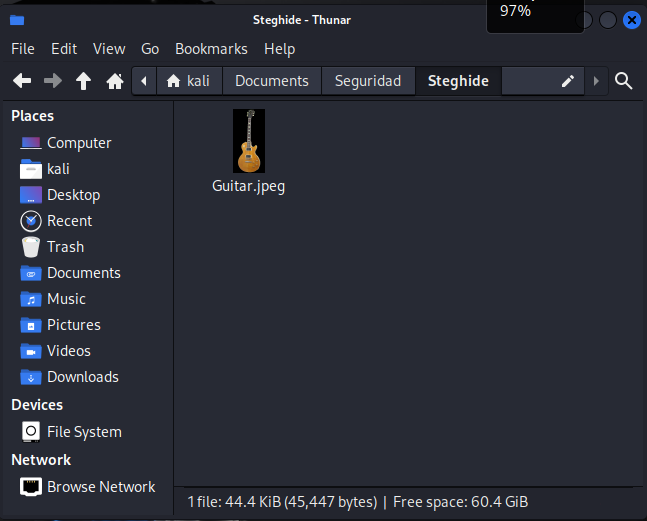 97%
Steghide - Thunar
File Edit View Go Bookmarks Help
kali Documents Seguridad Steghide
Places
Computer
kali
Desktop
Recent
Trash
Documents
Music
Pictures
Videos
Downloads
Devices
File System
Network
Browse Network
Guitar.jpeg
1 file: 44.4 KiB (45,447 bytes) | Free space: 60.4 GiB